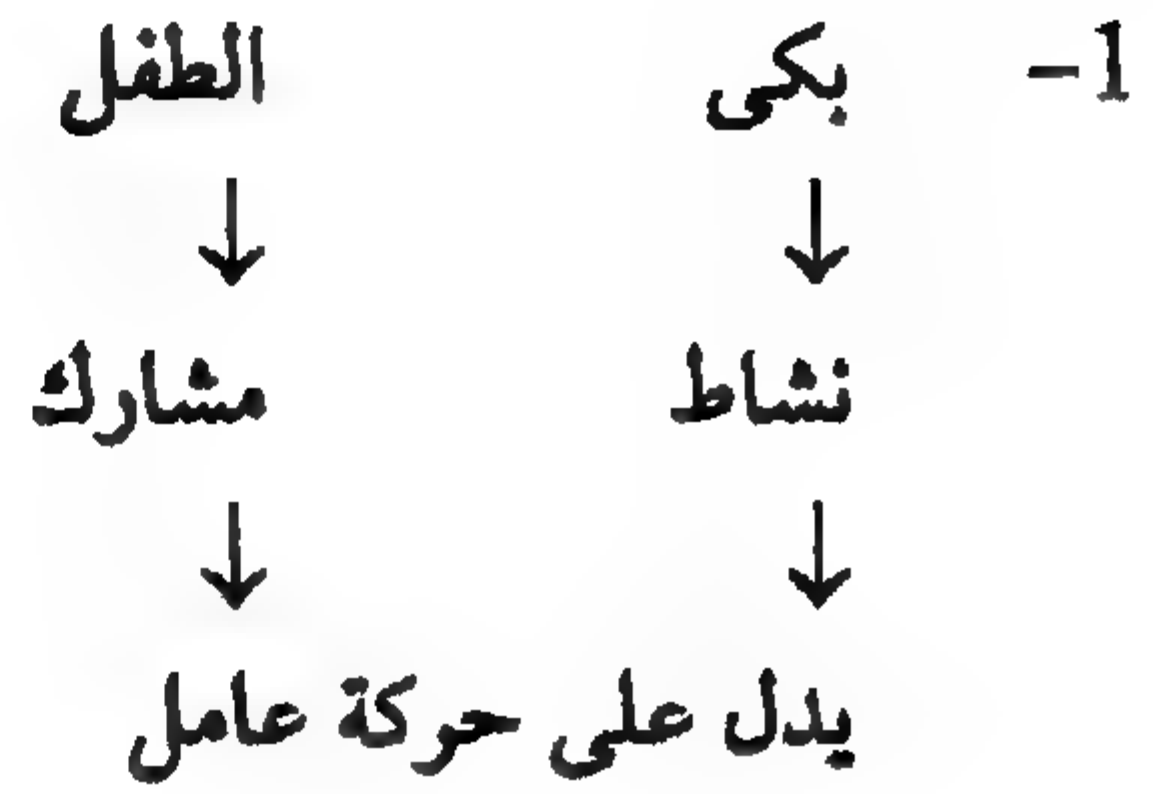 1- بكى الطفل
↓ ↓
نشاط مشارك
↓ ↓
يدل على حركة عامل